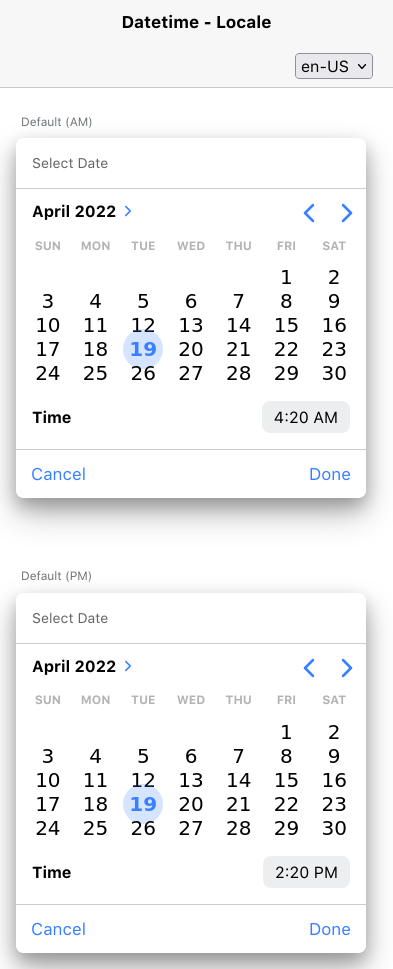 Datetime - Locale
en-US
Default (AM)
Select Date
April 2022
SUN MON TUE WED THU FRI SAT
1 2
3 4 5 6 7 8 9
10 11 12 13 14 15 16
17 18 19 20 21 22 23
24 25 26 27 28 29 30
Time 4:20 AM
Cancel Done
Default (PM)
Select Date
April 2022
SUN MON TUE WED THU FRI SAT
1 2
3 4 5 6 7 8 9
10 11 12 13 14 15 16
17 18 19 20 21 22 23
24 25 26 27 28 29 30
Time 2:20 PM
Cancel Done